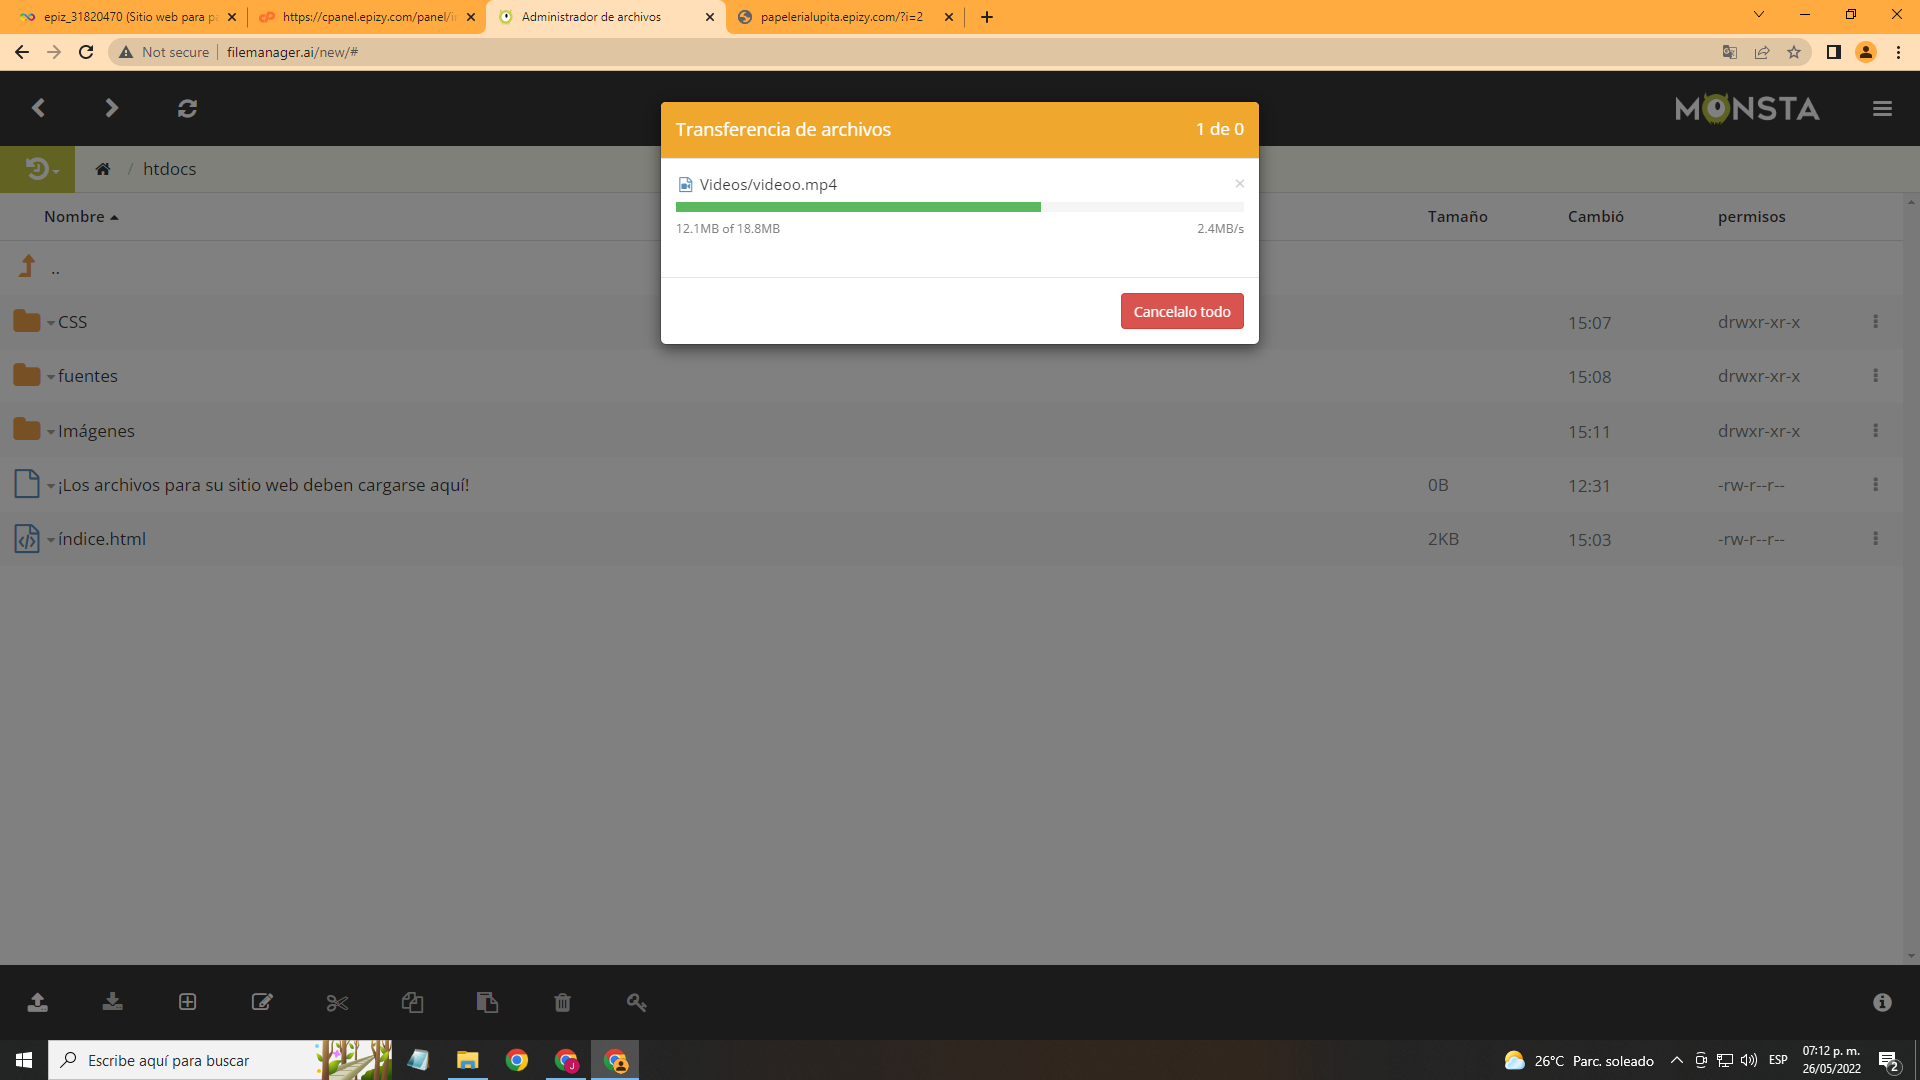 epiz_31820470 (Sitio web para pa
https://cpanel.epizy.com/panel/in
Administrador de archivos
papelerialupita.epizy.com/?i=2
Not secure
filemanager.ai/new/#
MONSTA
Transferencia de archivos
1 de 0
Videos/videoo.mp4
12.1MB of 18.8MB
2.4MB/s
Cancelalo todo
/ htdocs
Nombre
Tamaño
Cambió
permisos
..
CSS
15:07
drwxr-xr-x
fuentes
15:08
drwxr-xr-x
Imágenes
15:11
drwxr-xr-x
¡Los archivos para su sitio web deben cargarse aquí!
0B
12:31
-rw-r--r--
índice.html
2KB
15:03
-rw-r--r--
Escribe aquí para buscar
26°C Parc. soleado
ESP
07:12 p. m.
26/05/2022
2